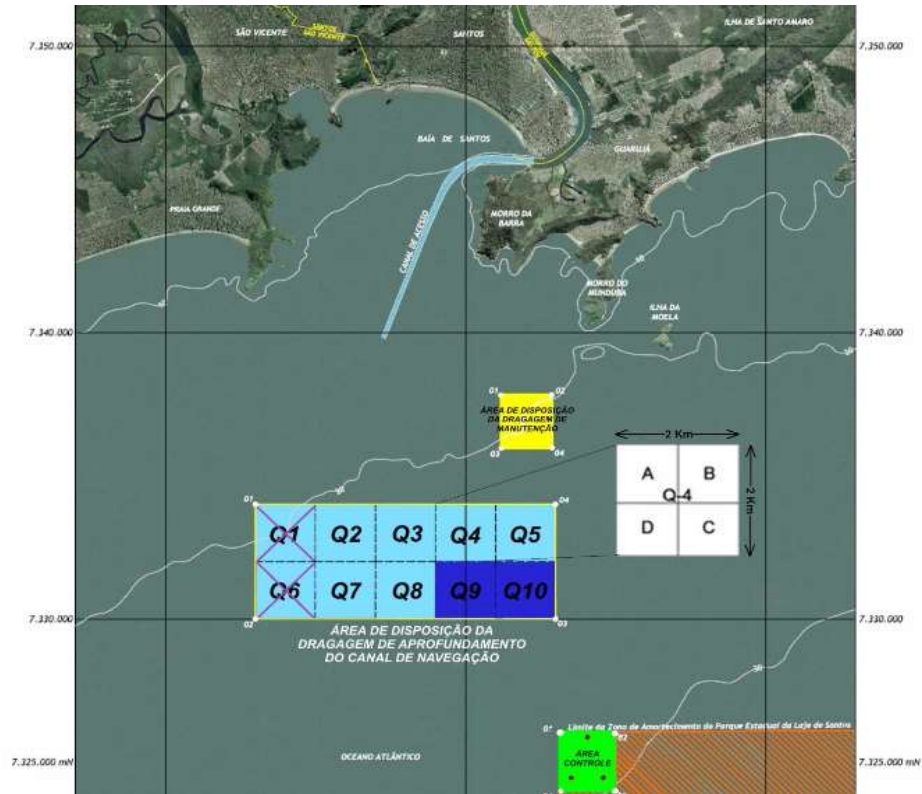 7.350.000
SÃO VICENTE
SANTOS
SÃO VICENTE
SANTOS
ILHA DE SANTO AMARO
7.350.000
BAÍA DE SANTOS
GUARUJÁ
PRAIA GRANDE
CANAL DE ACESSO
MORRO DA
BARRA
MORRO DO
MUNDUBA
ILHA DA
MOELA
7.340.000
7.340.000
01
02
ÁREA DE DISPOSIÇÃO
DA DRAGAGEM DE
MANUTENÇÃO
03
04
2 Km
A
B
Q-4
D
C
2 Km
01
04
Q1
Q2
Q3
Q4
Q5
Q6
Q7
Q8
Q9
Q10
02
03
7.330.000
7.330.000
ÁREA DE DISPOSIÇÃO DA
DRAGAGEM DE APROFUNDAMENTO
DO CANAL DE NAVEGAÇÃO
Limite da Zona de Amortecimento do Parque Estadual da Laje de Santos
02
ÁREA
CONTROLE
OCEANO ATLÂNTICO
7.325.000 mN
7.325.000 mN